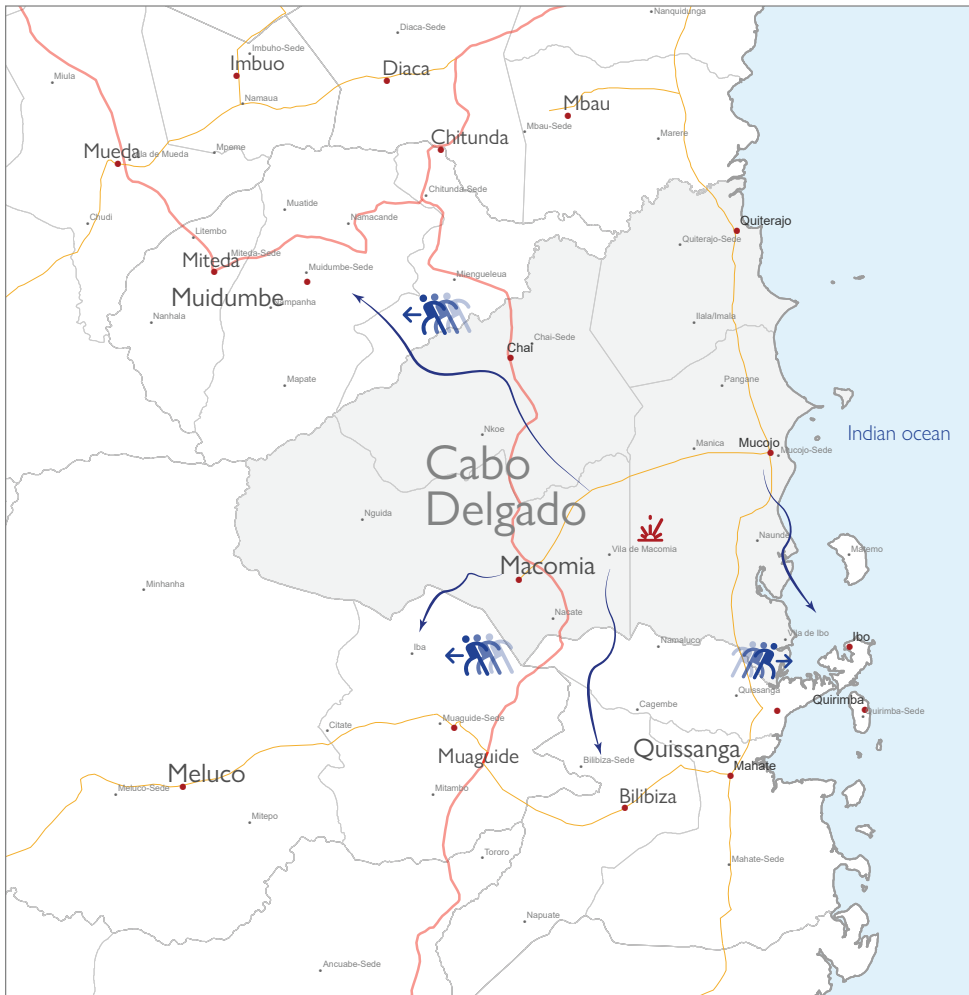 Nanquidunga
Diaca-Sede
Imbuho-Sede
Imbuo
Diaca
Miula
Namaua
Mbau
Mbau-Sede
Marere
Chitunda
Mueda
Vila de Mueda
Mpeme
Chitunda-Sede
Muatide
Chudi
Namacande
Litembo
Quiterajo
Quiterajo-Sede
Miteda-Sede
Miteda
Muidumbe-Sede
Miengueleua
Muidumbe
Nanhala
Ilala/Imala
Chai-Sede
Chai
Mapate
Pangane
Nkoe
Indian ocean
Manica
Mucojo
Mucojo-Sede
Cabo
Delgado
Nguida
Naunde
Vila de Macomia
Matemo
Macomia
Minhanha
Nacate
Namaluco
Vila de Ibo
Ibo
Iba
Quissanga
Quirimba
Cagembe
Quirimba-Sede
Muaguide-Sede
Citate
Muaguide
Quissanga
Bilibiza-Sede
Mahate
Meluco
Meluco-Sede
Mitambo
Bilibiza
Mitepo
Tororo
Mahate-Sede
Napuate
Ancuabe-Sede